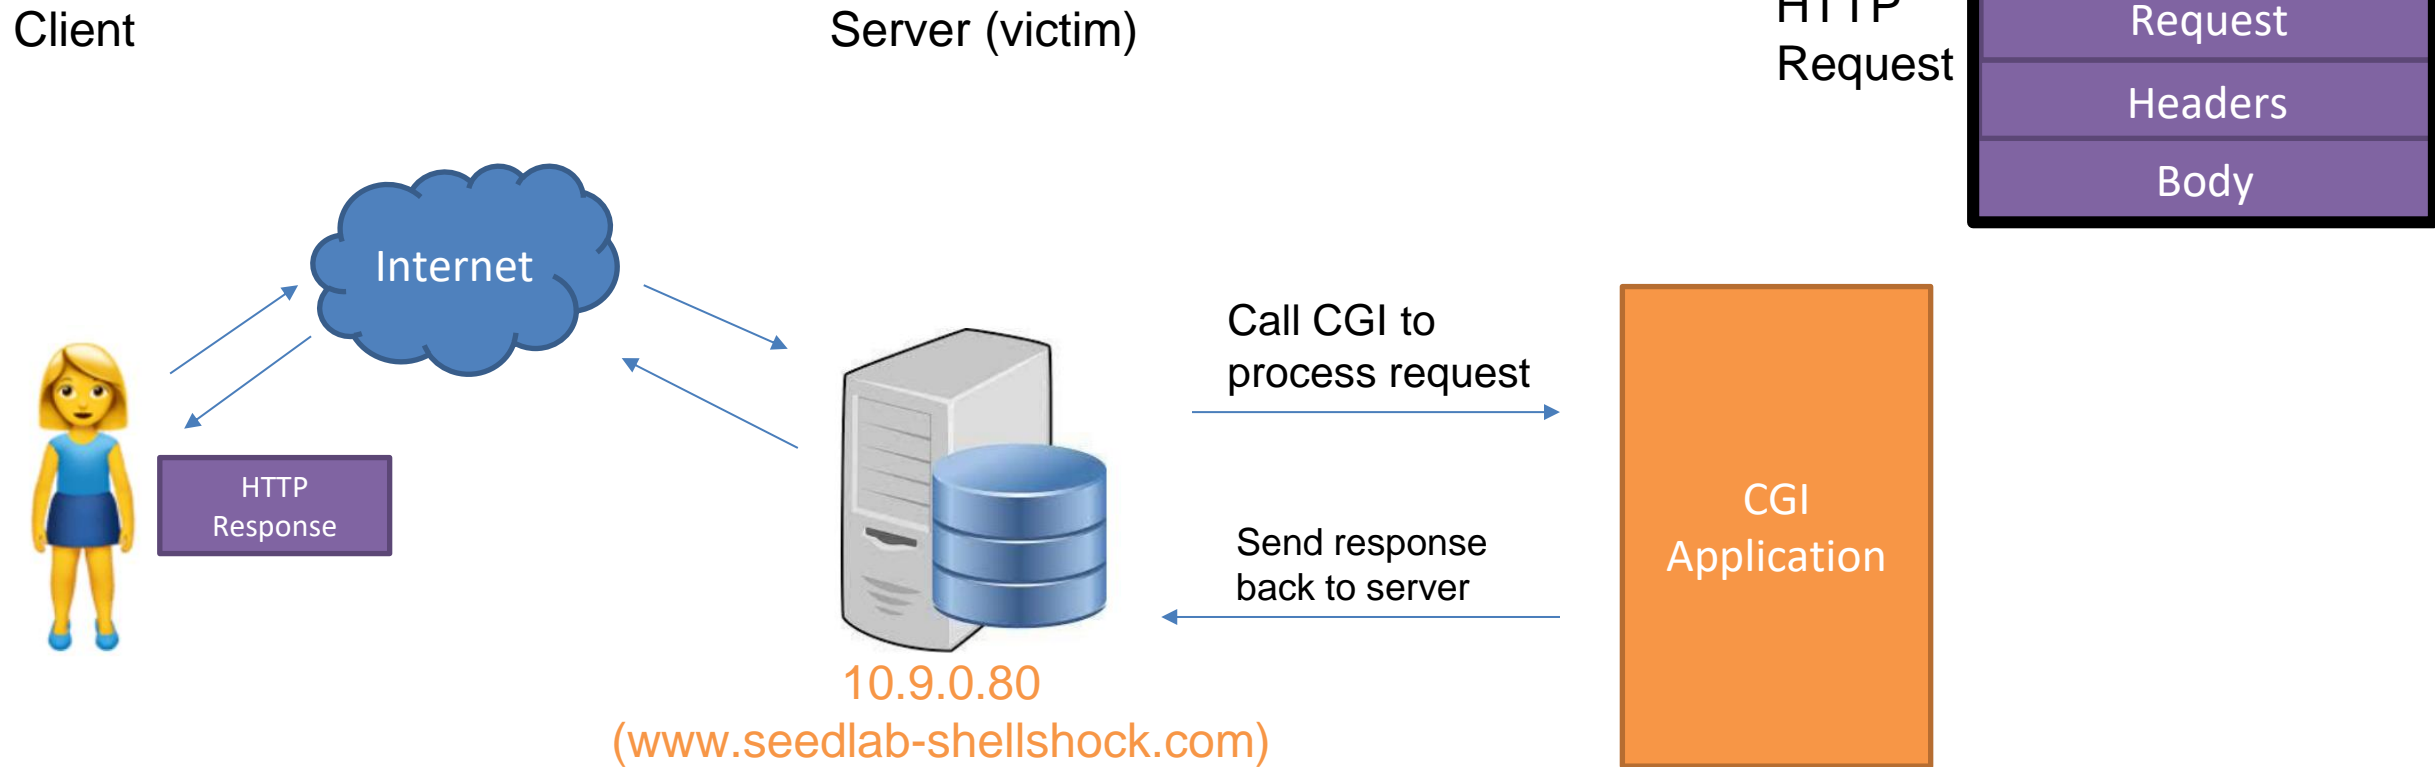 Client
Server (victim)
HTTP
Request
Request
Headers
Body
Internet
Call CGI to
process request
HTTP
Response
CGI
Application
Send response
back to server
10.9.0.80
(www.seedlab-shellshock.com)